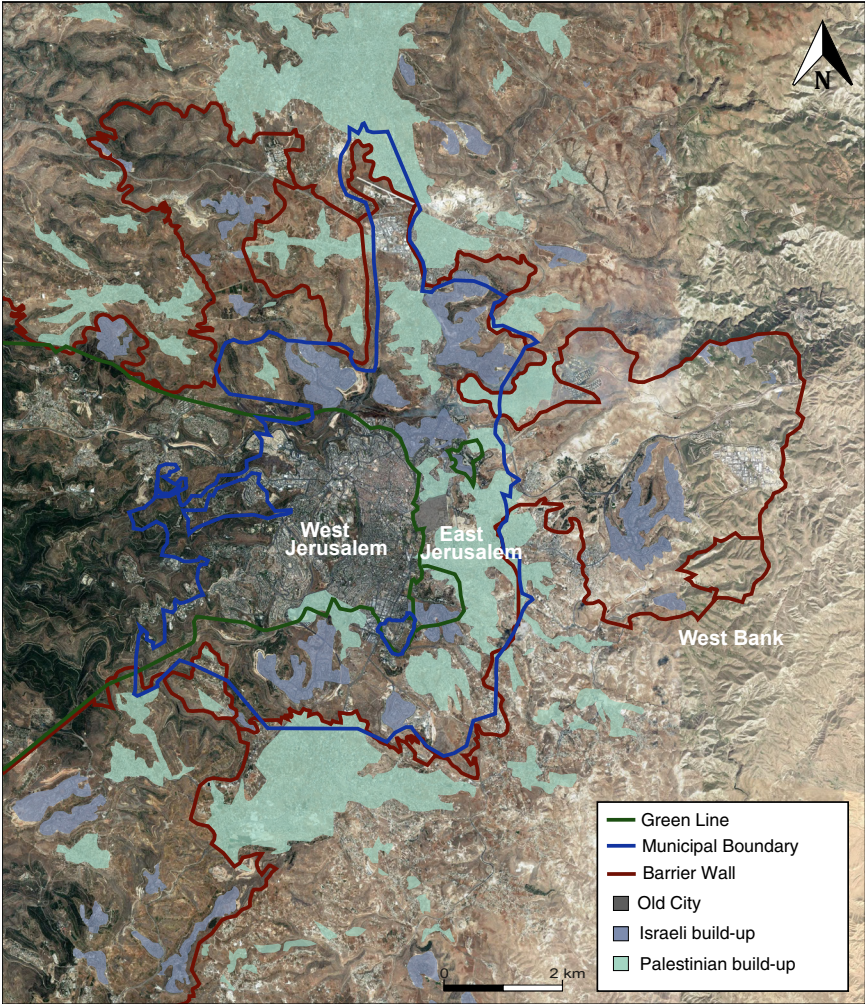 N
West
Jerusalem
East
Jerusalem
West Bank
Green Line
Municipal Boundary
Barrier Wall
Old City
Israeli build-up
Palestinian build-up
0 2 km